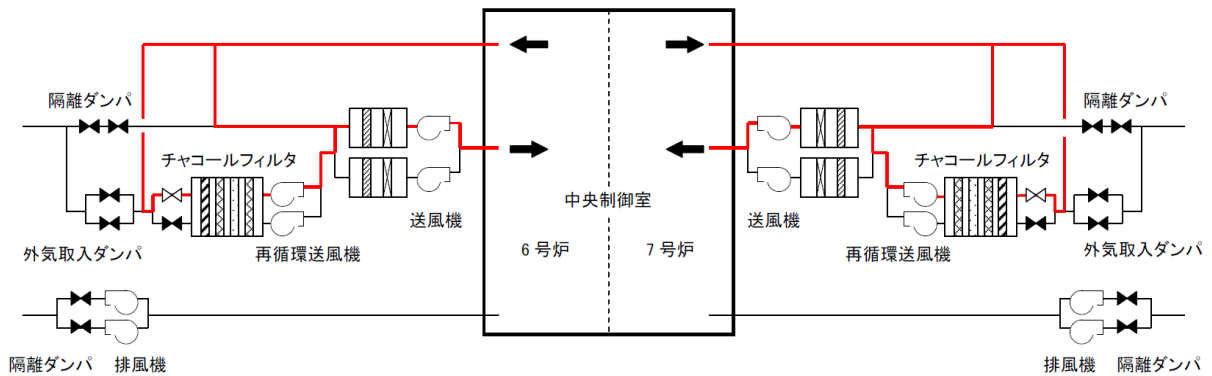 隔離ダンパ
隔離ダンパ
チャコールフィルタ
チャコールフィルタ
中央制御室
送風機
送風機
外気取入ダンパ
再循環送風機
6号炉
7号炉
再循環送風機
外気取入ダンパ
隔離ダンパ
排風機
排風機
隔離ダンパ